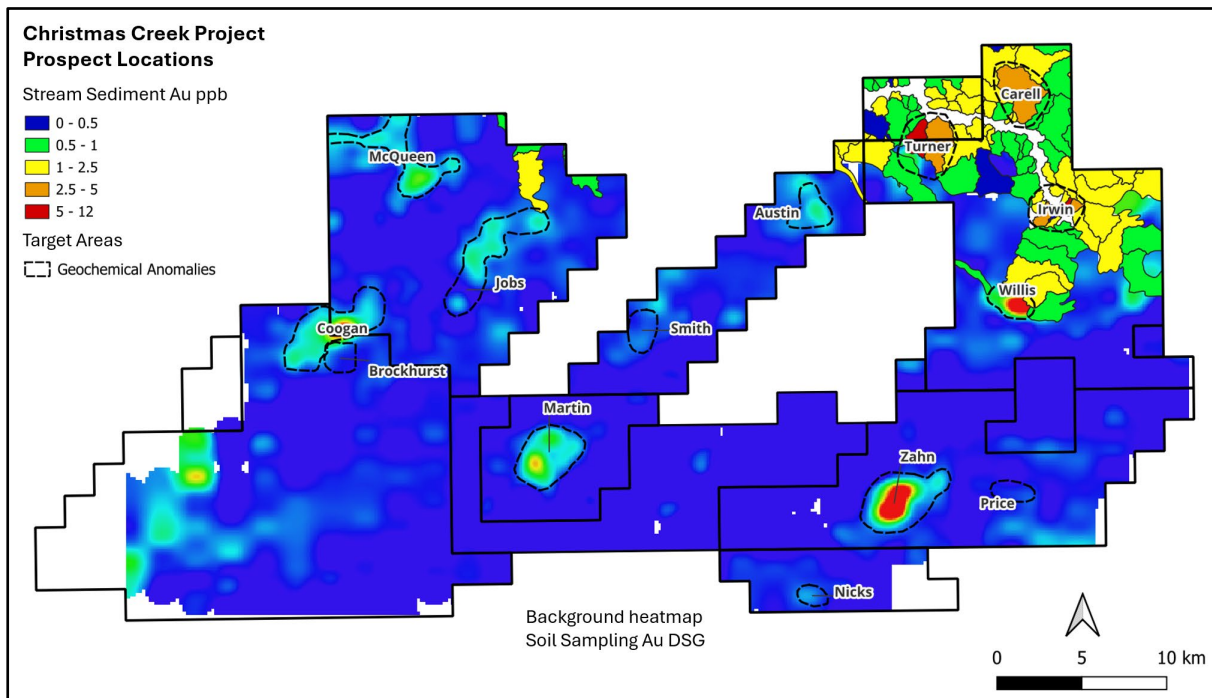 Christmas Creek Project
Prospect Locations
Stream Sediment Au ppb
0 - 0.5
0.5 - 1
1 - 2.5
2.5 - 5
5 - 12
Target Areas
Geochemical Anomalies
Carell
Turner
McQueen
Irwin
Austin
Jobs
Willis
Coogan
Smith
Brockhurst
Martin
Zahn
Price
Nicks
Background heatmap
Soil Sampling Au DSG
0 5 10 km